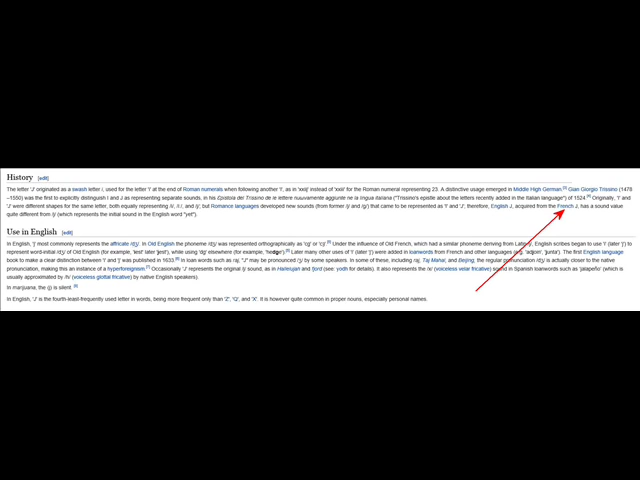 History [edit]
The letter 'J' originated as a swash letter i, used for the letter 'i' at the end of Roman numerals when following another 'i', as in 'xxiij' instead of 'xxiii' for the Roman numeral representing 23. A distinctive usage emerged in Middle High German. Gian Giorgio Trissino (1478
–1550) was the first to explicitly distinguish I and J as representing separate sounds, in his Ɛpistola del Trissino de le lettere nuωvamente aggiunte ne la lingua italiana ("Trissino's epistle about the letters recently added in the Italian language") of 1524. Originally, 'I' and
'J' were different shapes for the same letter, both equally representing /i/, /iː/, and /j/; but Romance languages developed new sounds (from former /j/ and /ɡ/) that came to be represented as 'I' and 'J'; therefore, English J, acquired from the French J, has a sound value
quite different from /j/ (which represents the initial sound in the English word "yet").
Use in English [edit]
In English, 'j' most commonly represents the affricate /dʒ/. In Old English the phoneme /dʒ/ was represented orthographically as 'cg' or 'cȝ'. Under the influence of Old French, which had a similar phoneme deriving from Latin /j/, English scribes began to use 'i' (later 'j') to
represent word-initial /dʒ/ of Old English (for example, 'iest' later 'jest'), while using 'dg' elsewhere (for example, 'hedge'). Later many other uses of 'i' (later 'j') were added in loanwords from French and other languages (e.g. 'adjoin', 'junta'). The first English language
book to make a clear distinction between 'i' and 'j' was published in 1633. In loan words such as raj, "J" may be pronounced /ʒ/ by some speakers. In some of these, including raj, Taj Mahal, and Beijing, the regular pronunciation /dʒ/ is actually closer to the native
pronunciation, making this an instance of a hyperforeignism. Occasionally 'J' represents the original /j/ sound, as in Hallelujah and fjord (see: yodh for details). It also represents the /x/ (voiceless velar fricative) sound in Spanish loanwords such as 'jalapeño' (which is
usually approximated by /h/ (voiceless glottal fricative) by native English speakers).
In marijuana, the ⟨j⟩ is silent.
In English, 'J' is the fourth-least-frequently used letter in words, being more frequent only than 'Z', 'Q', and 'X'. It is however quite common in proper nouns, especially personal names.